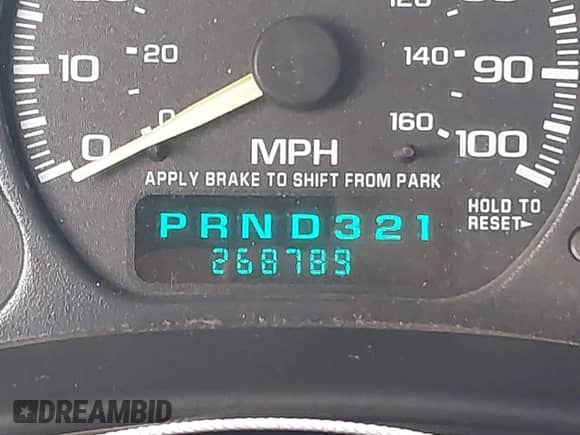 120
10
20
140
90
0
0
160
100
MPH
APPLY BRAKE TO SHIFT FROM PARK
HOLD TO
RESET►
PRND321
268789
DREAMBID